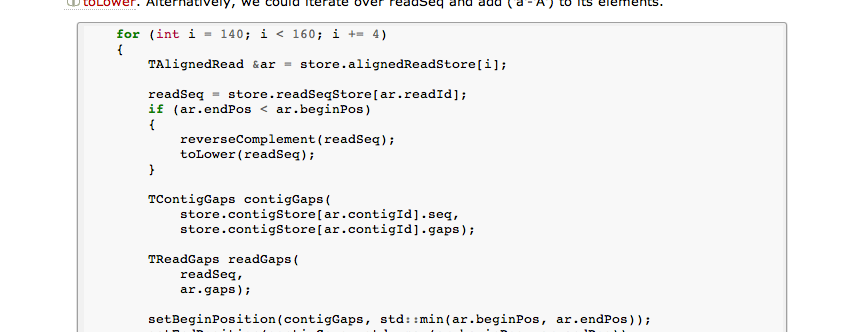 toLower. Alternatively, we could iterate over readSeq and add ('a'-'A') to its elements.
for (int i = 140; i < 160; i += 4)
{
    TAlignedRead &ar = store.alignedReadStore[i];

    readSeq = store.readSeqStore[ar.readId];
    if (ar.endPos < ar.beginPos)
    {
        reverseComplement(readSeq);
        toLower(readSeq);
    }

    TContigGaps contigGaps(
        store.contigStore[ar.contigId].seq,
        store.contigStore[ar.contigId].gaps);

    TReadGaps readGaps(
        readSeq,
        ar.gaps);

    setBeginPosition(contigGaps, std::min(ar.beginPos, ar.endPos));